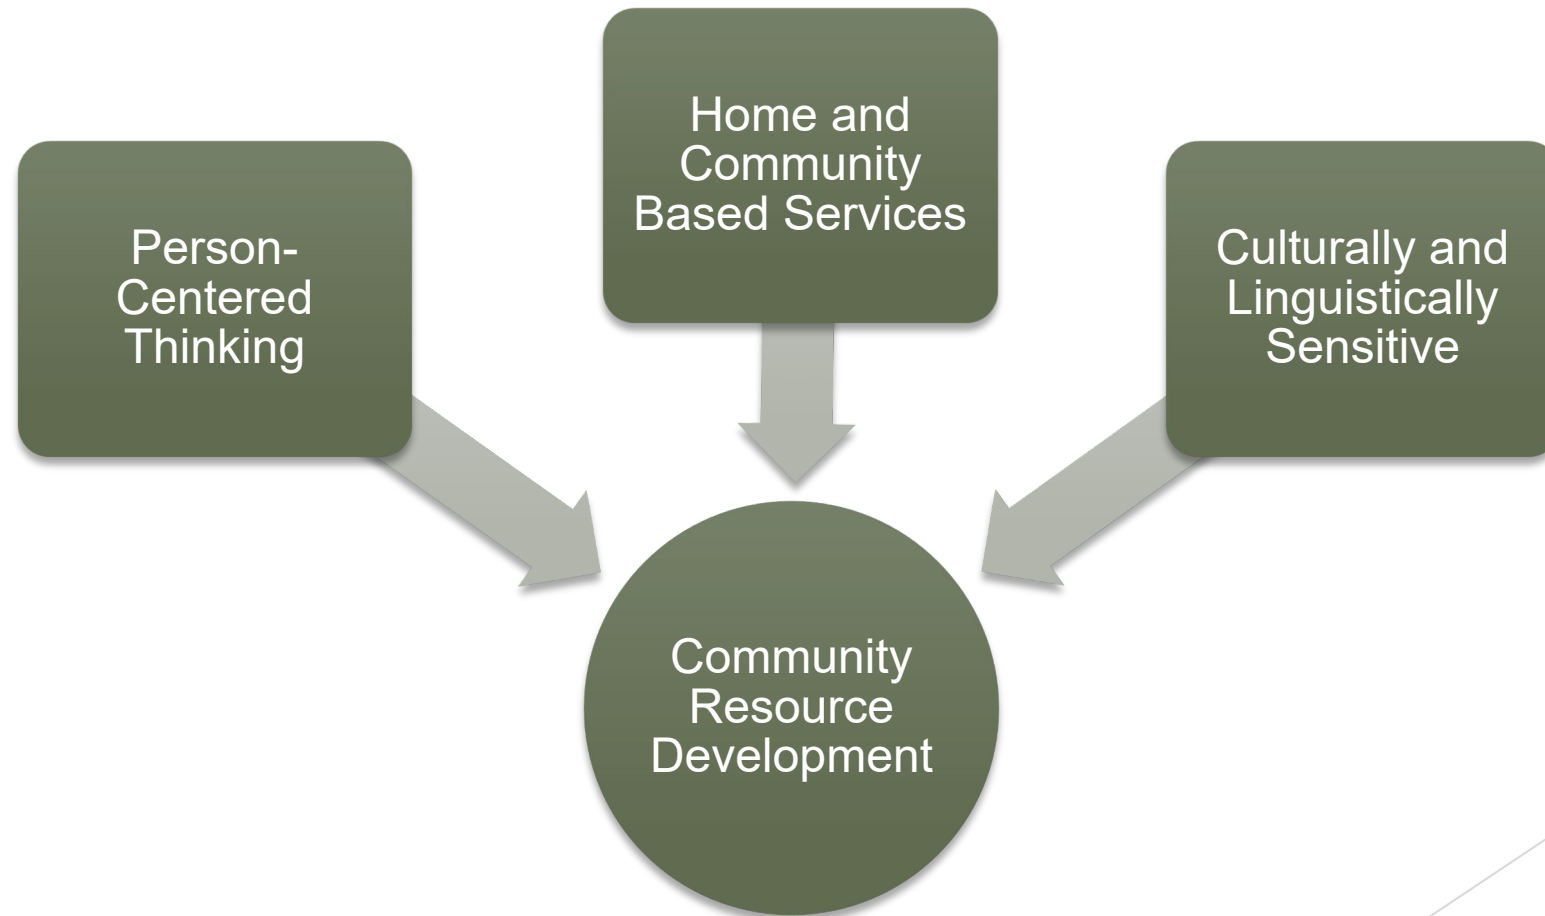 Person-
Centered
Thinking
Home and
Community
Based Services
Culturally and
Linguistically
Sensitive
Community
Resource
Development